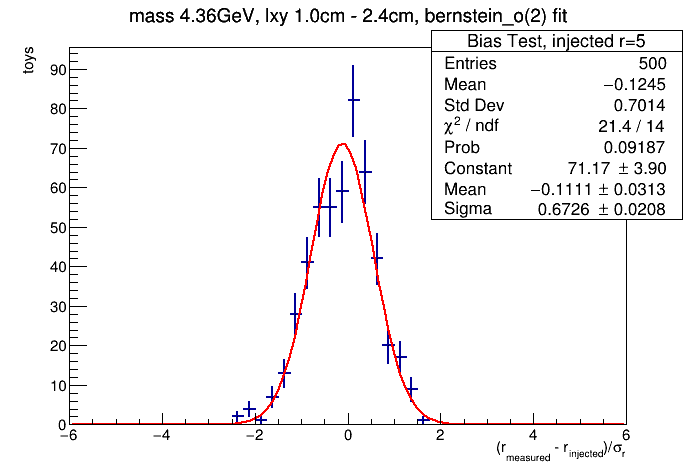 mass 4.36GeV, lxy 1.0cm - 2.4cm, bernstein_o(2) fit
Bias Test, injected r=5
Entries 500
Mean −0.1245
Std Dev 0.7014
χ² / ndf 21.4 / 14
Prob 0.09187
Constant 71.17 ± 3.90
Mean −0.1111 ± 0.0313
Sigma 0.6726 ± 0.0208
toys
90
80
70
60
50
40
30
20
10
0
−6 −4 −2 0 2 4 6
(r_measured - r_injected)/σ_r